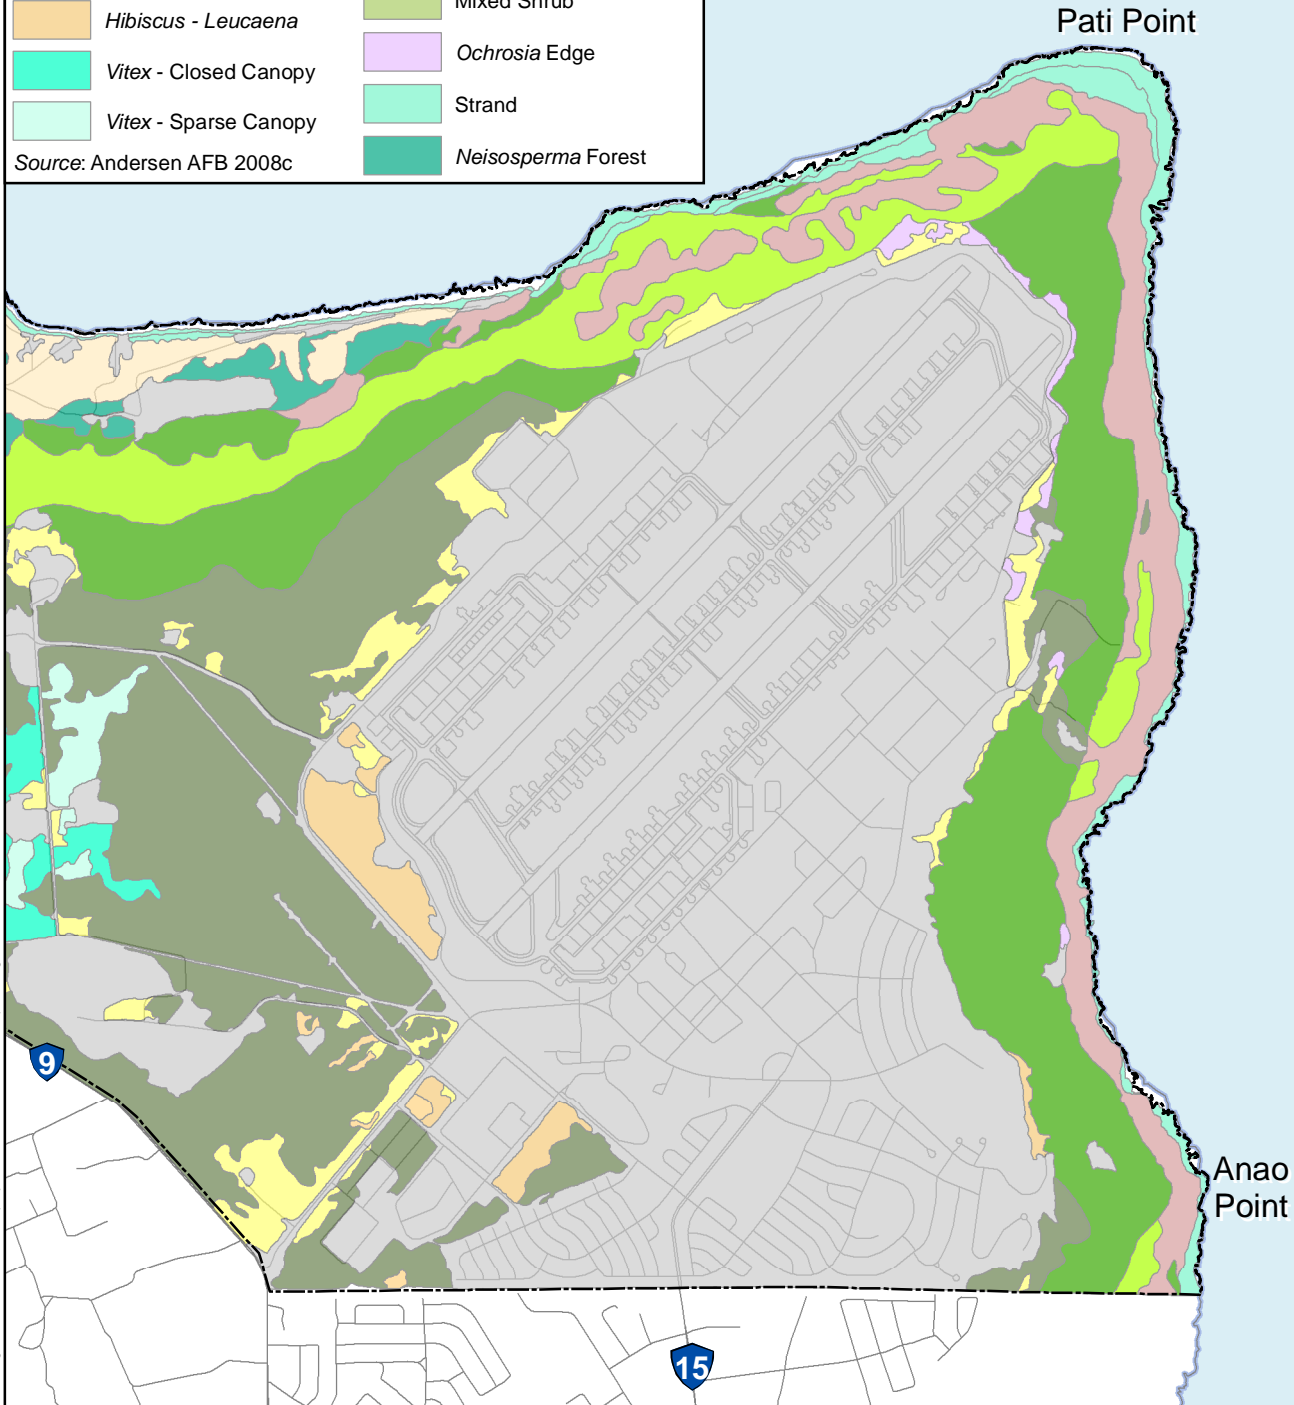 Mixed Shrub
Hibiscus - Leucaena
Ochrosia Edge
Vitex - Closed Canopy
Strand
Vitex - Sparse Canopy
Neisosperma Forest
Source: Andersen AFB 2008c
Pati Point
9
Anao
Point
15